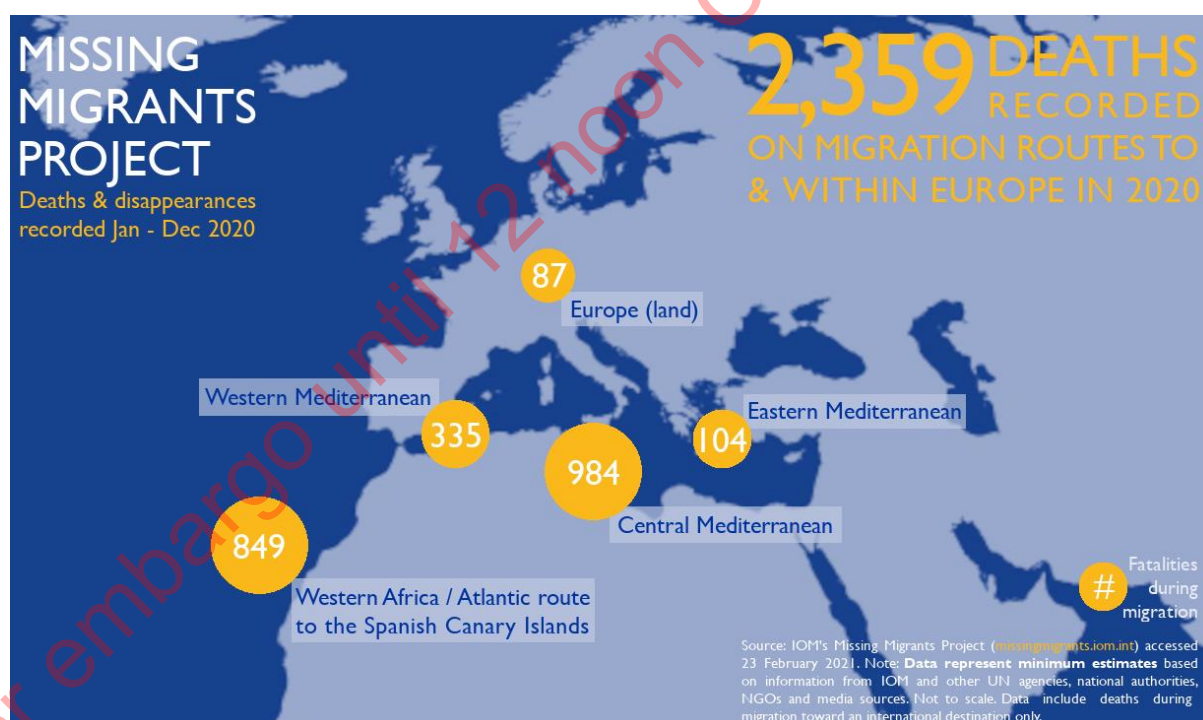 MISSING
MIGRANTS
PROJECT
Deaths & disappearances
recorded Jan - Dec 2020
2,359 DEATHS
RECORDED
ON MIGRATION ROUTES TO
& WITHIN EUROPE IN 2020
87
Europe (land)
Western Mediterranean
335
Eastern Mediterranean
104
984
Central Mediterranean
849
Western Africa / Atlantic route
to the Spanish Canary Islands
# Fatalities
during
migration
Source: IOM's Missing Migrants Project (missingmigrants.iom.int) accessed
23 February 2021. Note: Data represent minimum estimates based
on information from IOM and other UN agencies, national authorities,
NGOs and media sources. Not to scale. Data include deaths during
migration toward an international destination only.
embargo until 12 noon